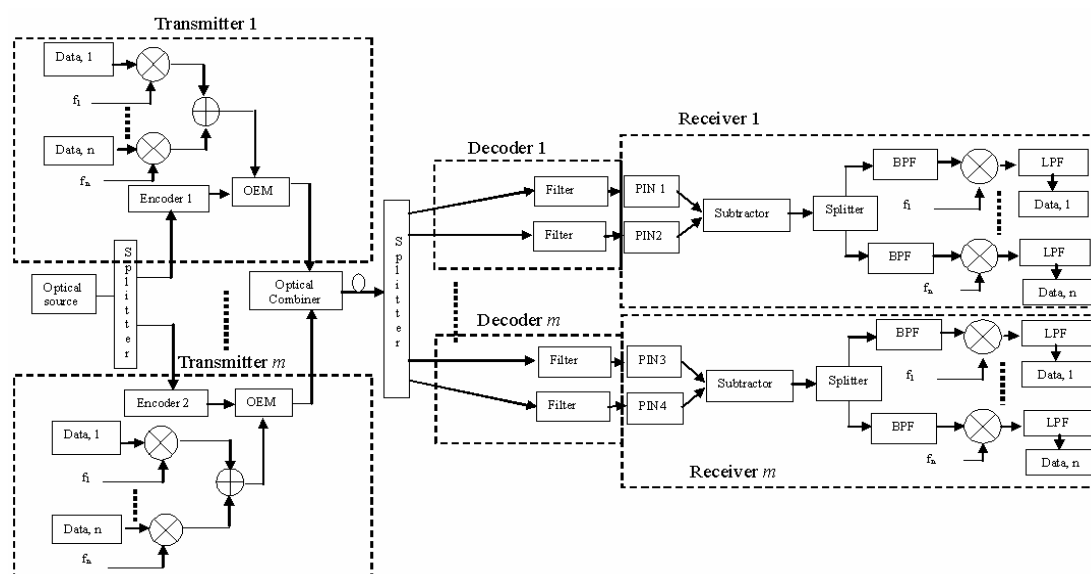 Transmitter 1
Data, 1
f1
Data, n
fn
Encoder 1
OEM
Optical
source
Splitter
Optical
Combiner
Transmitter m
Encoder 2
OEM
Data, 1
f1
Data, n
fn
Splitter
Decoder 1
Filter
Filter
Decoder m
Filter
Filter
Receiver 1
PIN 1
PIN2
Subtractor
Splitter
BPF
f1
LPF
Data, 1
BPF
fn
LPF
Data, n
PIN3
PIN4
Subtractor
Splitter
BPF
f1
LPF
Data, 1
BPF
fn
LPF
Data, n
Receiver m